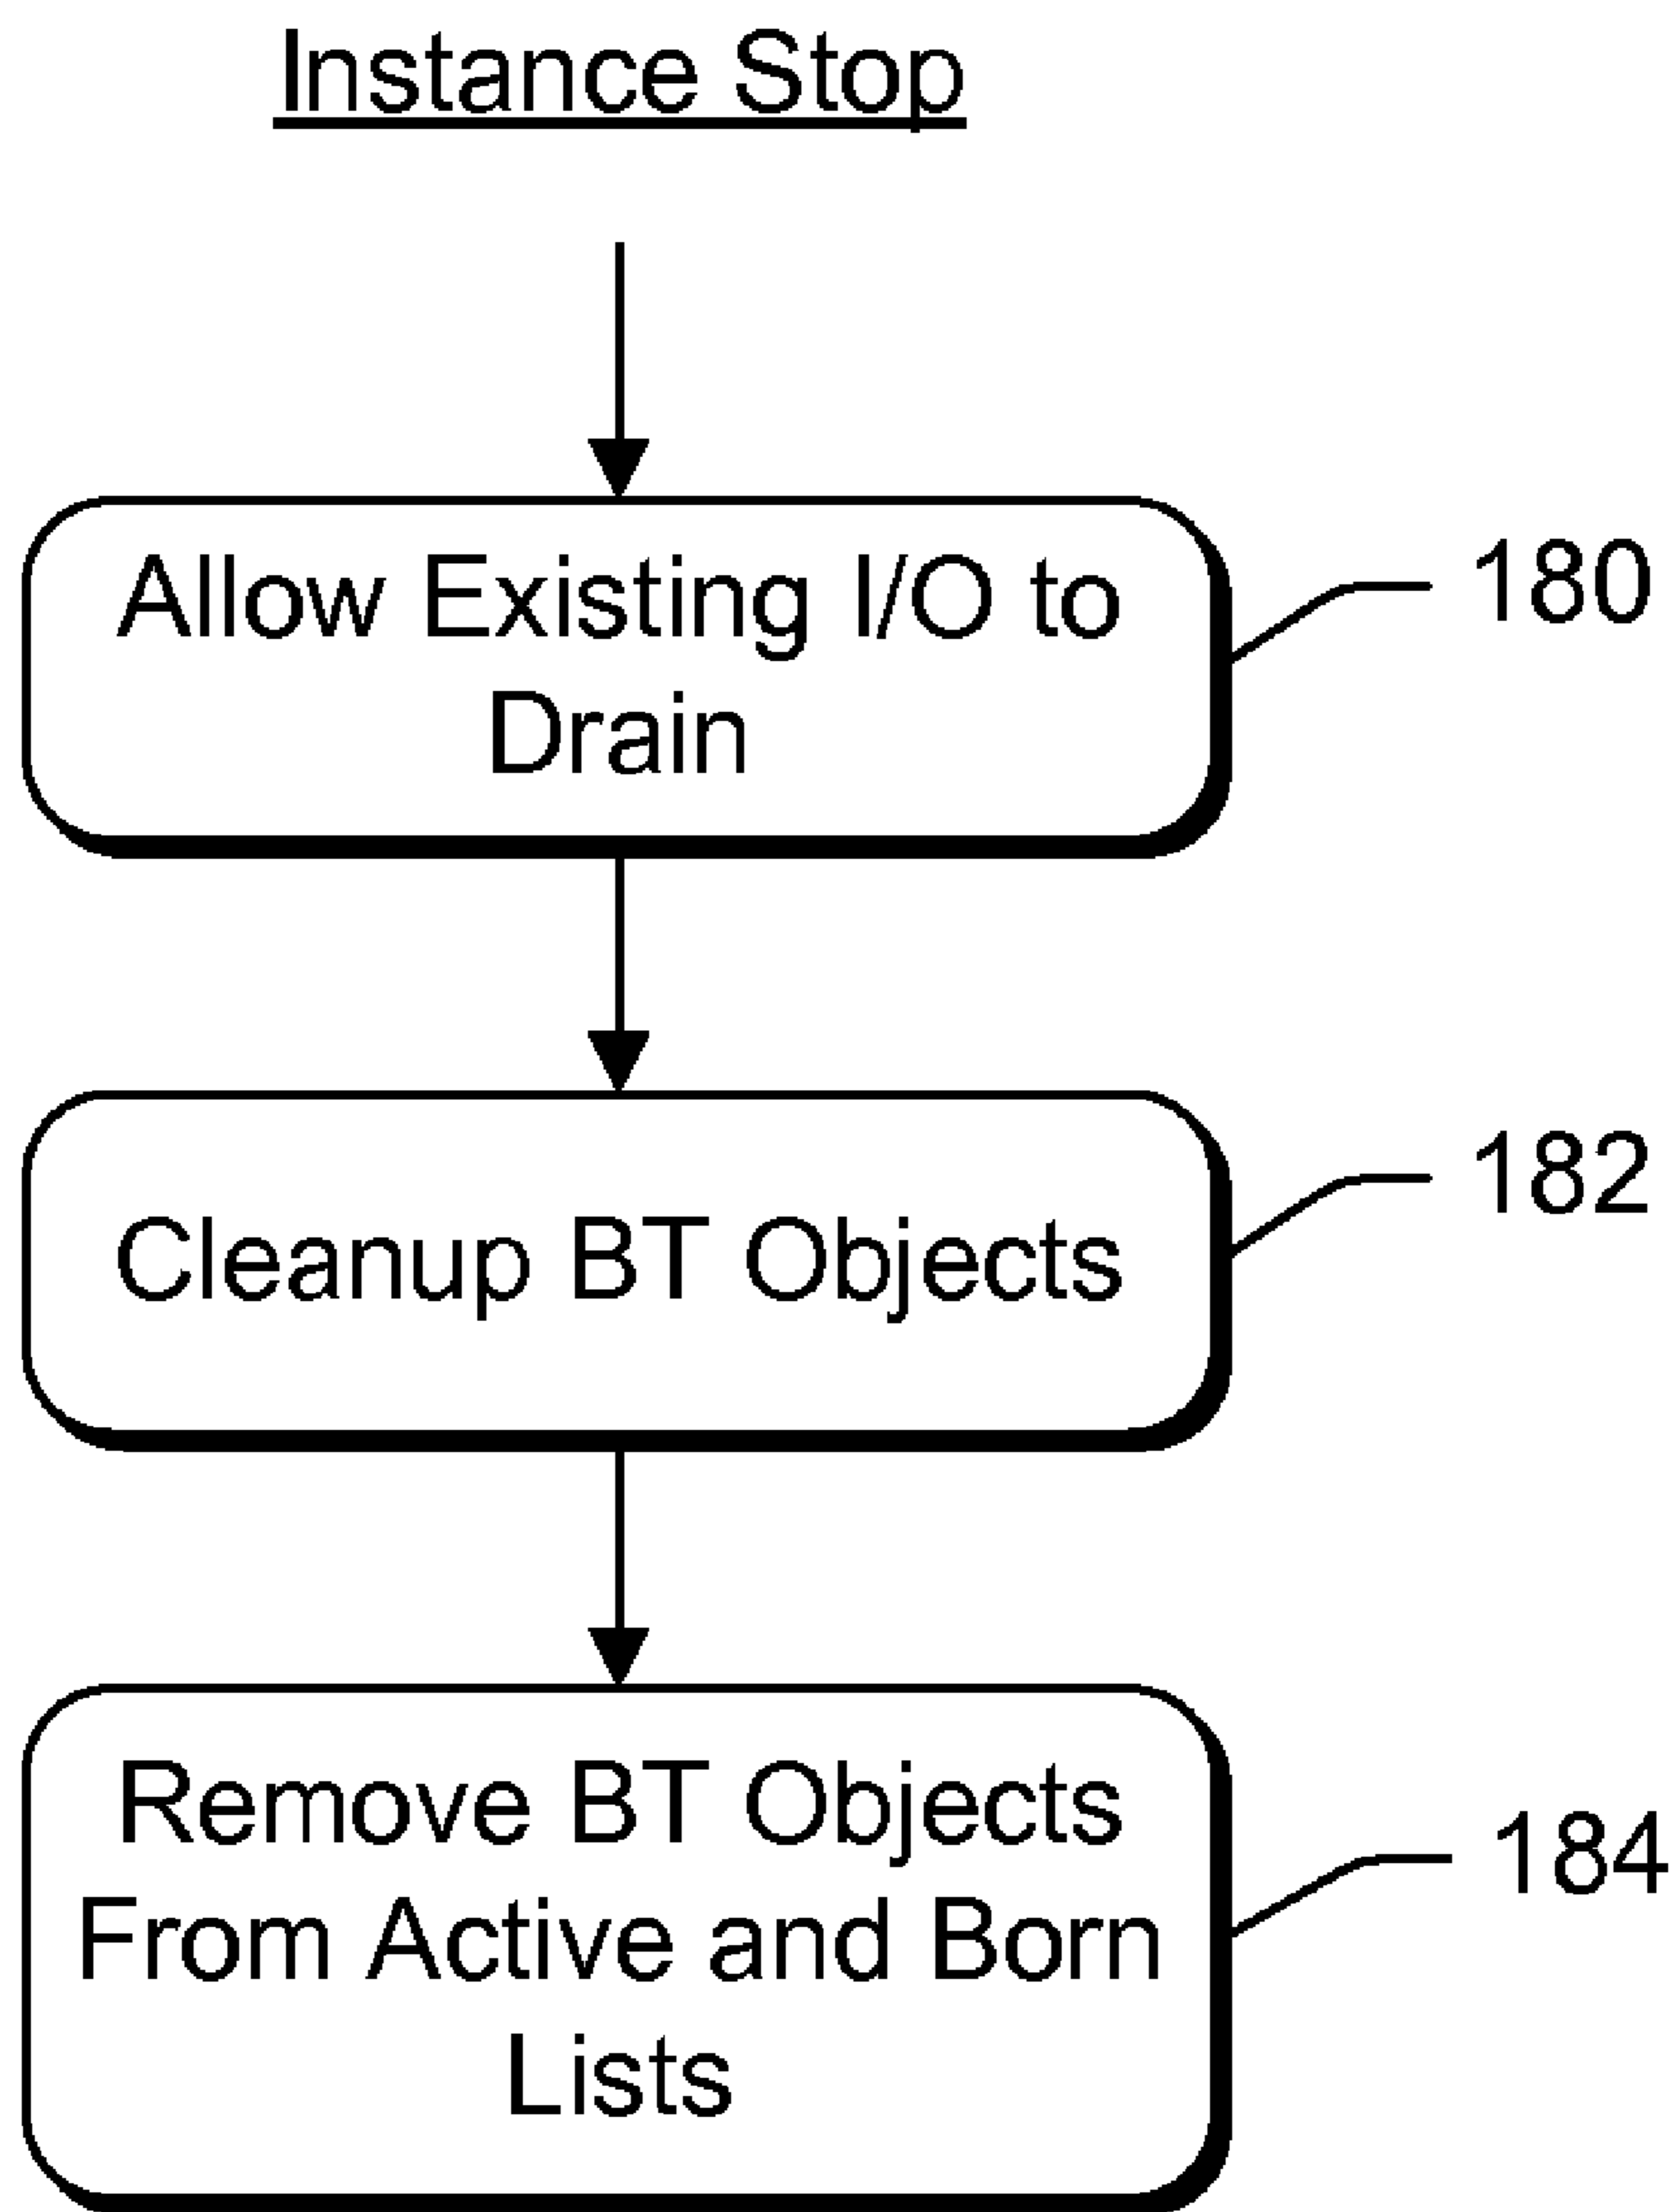 Instance Stop
Allow Existing I/O to
Drain
180
Cleanup BT Objects
182
Remove BT Objects
From Active and Born
Lists
184